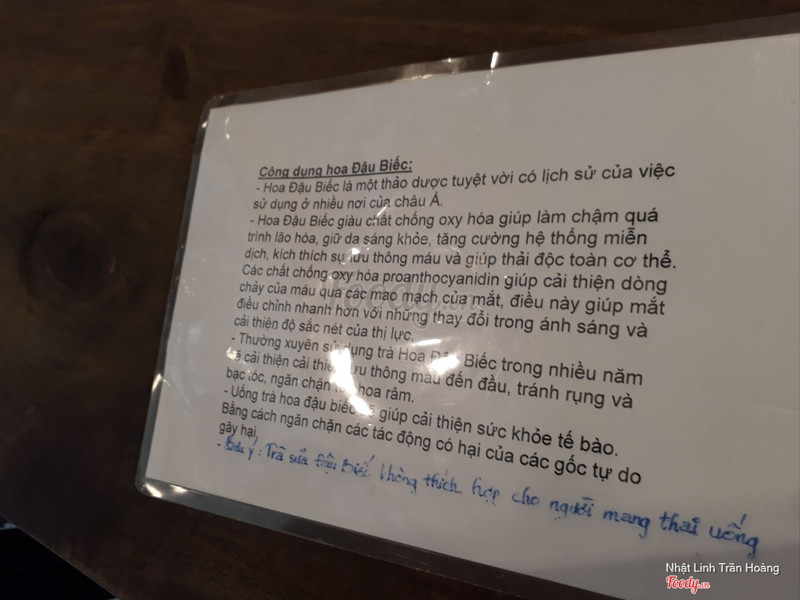 Công dụng hoa Đậu Biếc:
- Hoa Đậu Biếc là một thảo dược tuyệt vời có lịch sử của việc
sử dụng ở nhiều nơi của châu Á.
- Hoa Đậu Biếc giàu chất chống oxy hóa giúp làm chậm quá
trình lão hóa, giữ da sáng khỏe, tăng cường hệ thống miễn
dịch, kích thích sự lưu thông máu và giúp thải độc toàn cơ thể.
Các chất chống oxy hóa proanthocyanidin giúp cải thiện dòng
chảy của máu qua các mao mạch của mắt, điều này giúp mắt
điều chỉnh nhanh hơn với những thay đổi trong ánh sáng và
cải thiện độ sắc nét của thị lực.
- Thường xuyên sử dụng trà Hoa Đậu Biếc trong nhiều năm
cải thiện cải thiện lưu thông máu đến đầu, tránh rụng và
bạc tóc, ngăn chặn hoa râm.
- Uống trà hoa đậu biếc giúp cải thiện sức khỏe tế bào.
Bằng cách ngăn chặn các tác động có hại của các gốc tự do
gây hại.
- Lưu ý: Trà sữa Đậu Biếc không thích hợp cho người mang thai uống
Foody.vn
Nhật Linh Trần Hoàng
Foody.vn